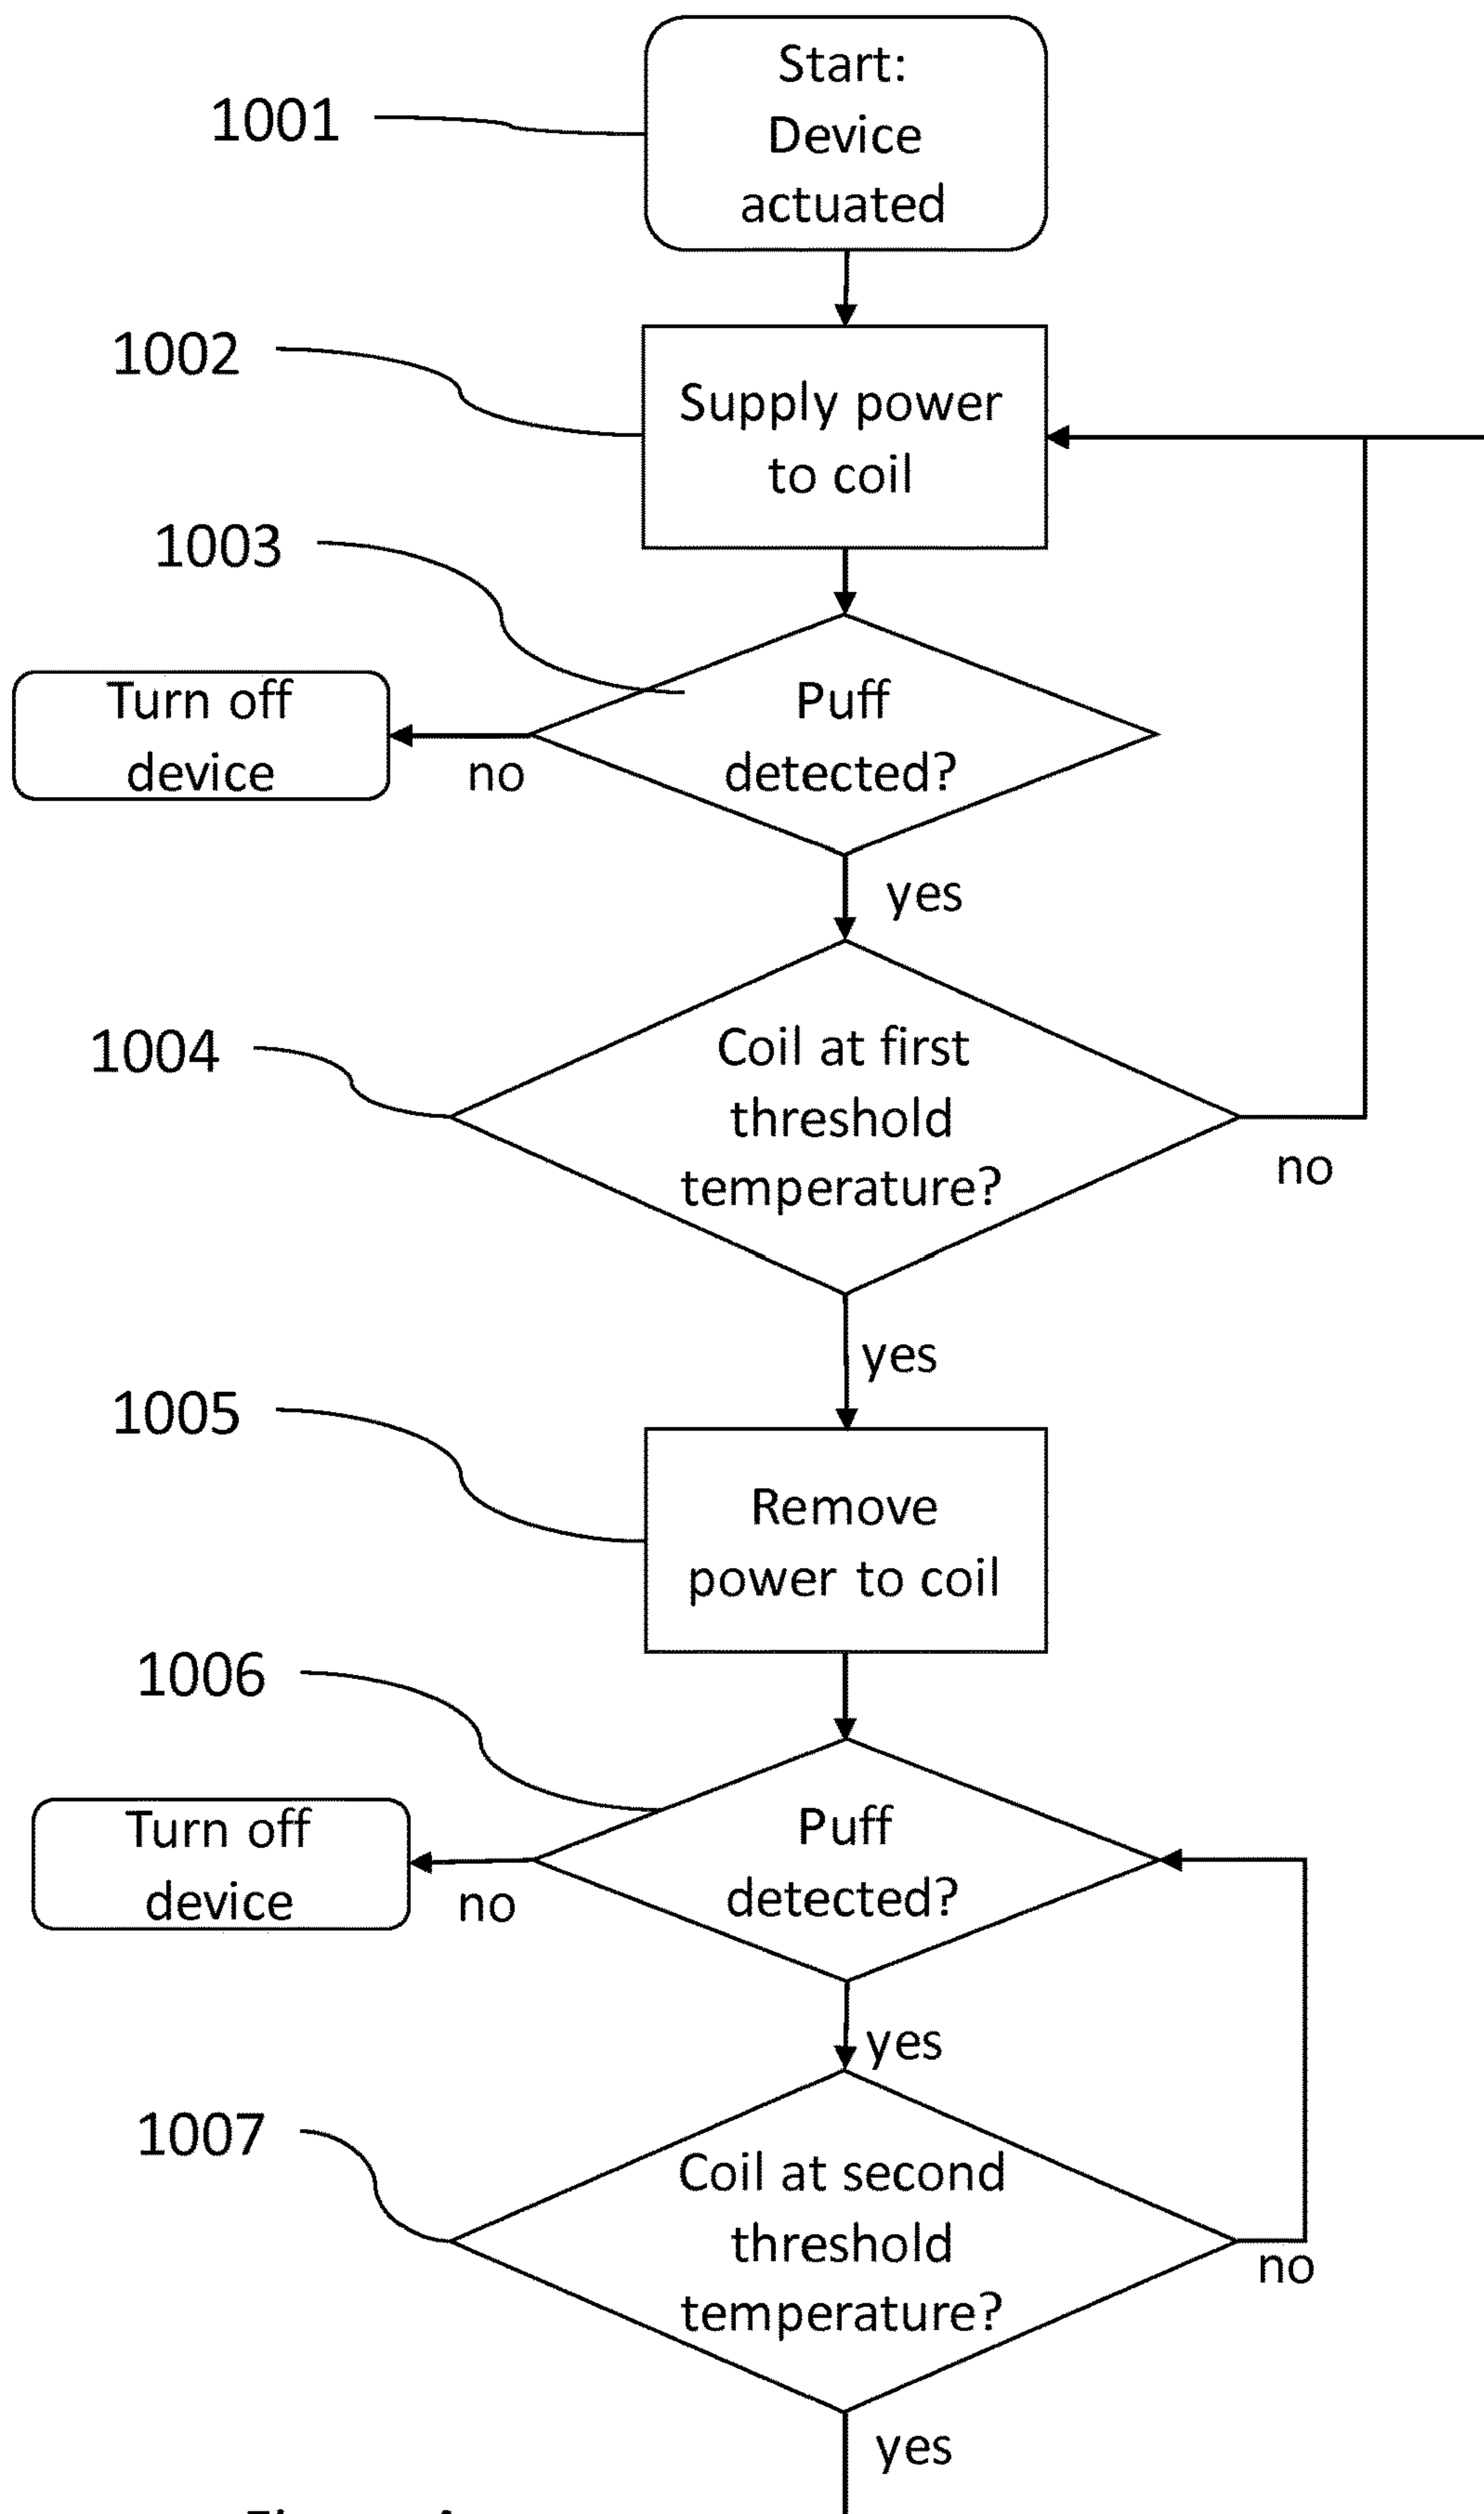 1001
Start:
Device
actuated
1002
Supply power
to coil
1003
Turn off
device
no
Puff
detected?
yes
1004
Coil at first
threshold
temperature?
no
yes
1005
Remove
power to coil
1006
Turn off
device
no
Puff
detected?
yes
1007
Coil at second
threshold
temperature?
no
yes